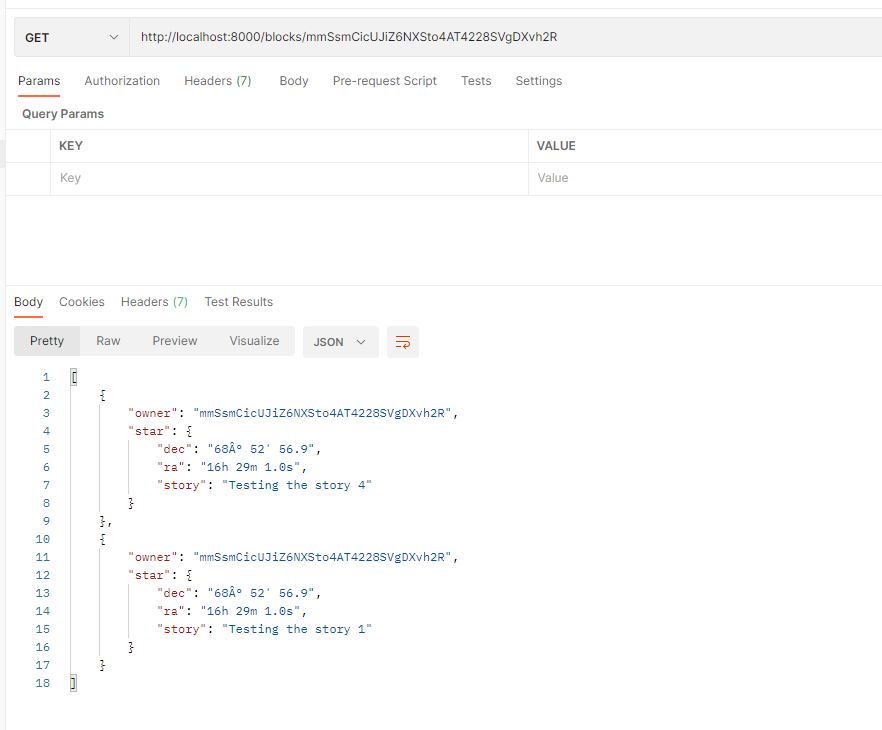 GET http://localhost:8000/blocks/mmSsmCicUJiZ6NXSto4AT4228SVgDXvh2R
Params Authorization Headers (7) Body Pre-request Script Tests Settings
Query Params
KEY VALUE
Key Value
Body Cookies Headers (7) Test Results
Pretty Raw Preview Visualize JSON
1 [
2 {
3 "owner": "mmSsmCicUJiZ6NXSto4AT4228SVgDXvh2R",
4 "star": {
5 "dec": "68Â° 52' 56.9",
6 "ra": "16h 29m 1.0s",
7 "story": "Testing the story 4"
8 }
9 },
10 {
11 "owner": "mmSsmCicUJiZ6NXSto4AT4228SVgDXvh2R",
12 "star": {
13 "dec": "68Â° 52' 56.9",
14 "ra": "16h 29m 1.0s",
15 "story": "Testing the story 1"
16 }
17 }
18 ]